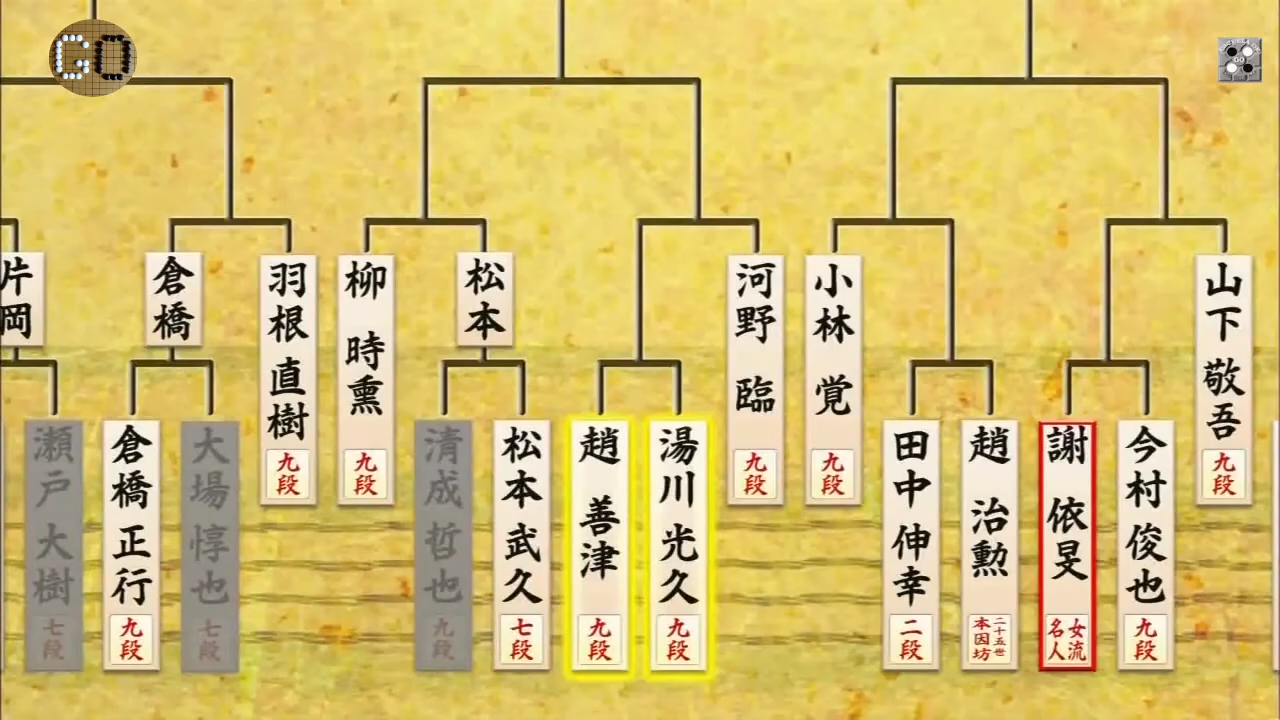 GO
片岡
倉橋
羽根 直樹 九段
柳 時熏 九段
松本
河野 臨 九段
小林 覚 九段
山下 敬吾 九段
瀬戸 大樹 七段
倉橋 正行 九段
大場 惇也 七段
清成 哲也 九段
松本 武久 七段
趙 善津 九段
湯川 光久 九段
田中 伸幸 二段
趙 治勲 二十五世本因坊
謝 依旻 女流名人
今村 俊也 九段